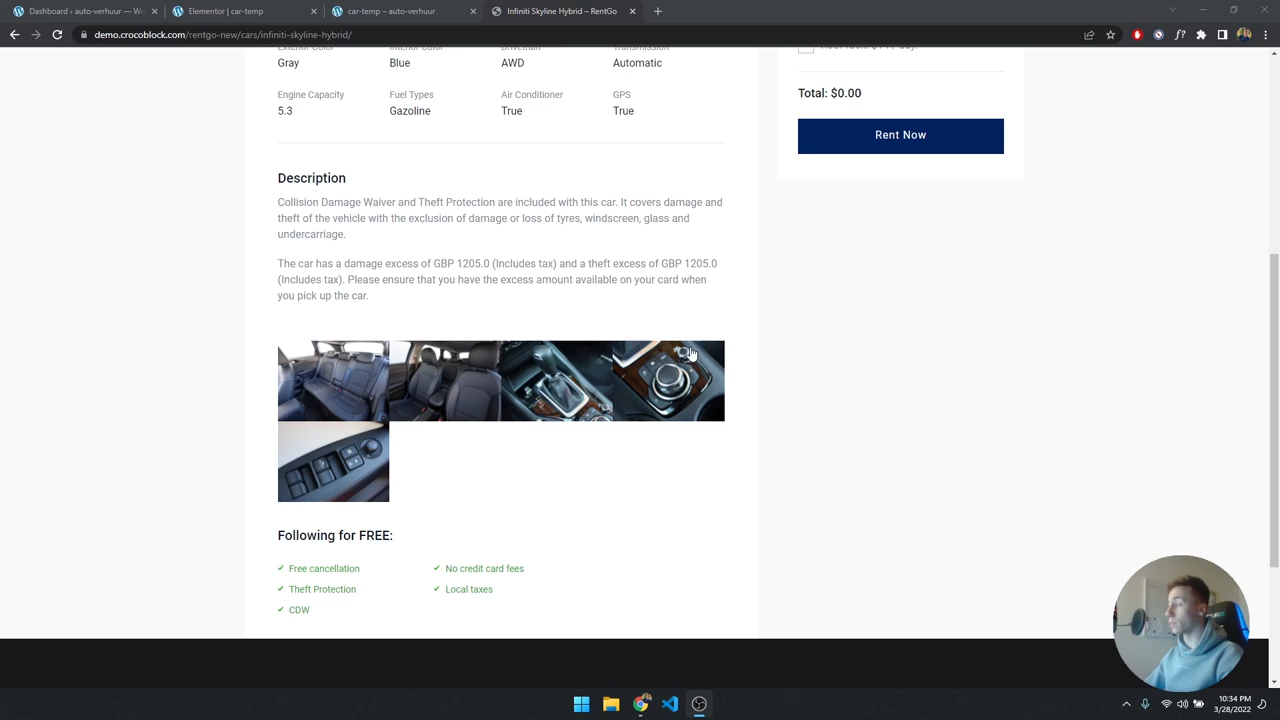 Dashboard ‹ auto-verhuur — Wo
Elementor | Settings
car-temp – auto-verhuur
Infiniti Skyline Hybrid – RentGo
demo.crocoblock.com/rentgo-new/cars/infiniti-skyline-hybrid/
Exterior Color Interior Color Drivetrain Transmission
Gray Blue AWD Automatic
Engine Capacity Fuel Types Air Conditioner GPS
5.3 Gazoline True True
Total: $0.00
Rent Now
Description
Collision Damage Waiver and Theft Protection are included with this car. It covers damage and
theft of the vehicle with the exclusion of damage or loss of tyres, windscreen, glass and
undercarriage.
The car has a damage excess of GBP 1205.0 (Includes tax) and a theft excess of GBP 1205.0
(Includes tax). Please ensure that you have the excess amount available on your card when
you pick up the car.
Following for FREE:
Free cancellation
No credit card fees
Theft Protection
Local taxes
CDW
10:34 PM
3/28/2022